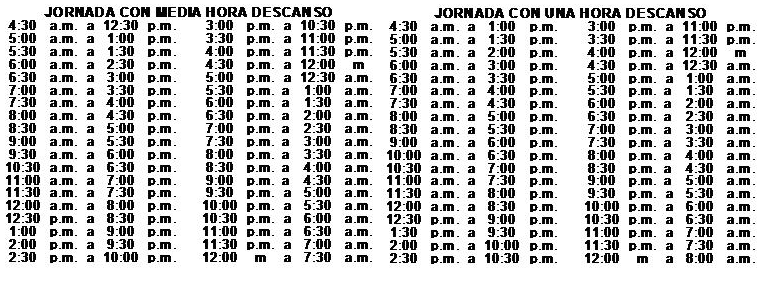 JORNADA CON MEDIA HORA DESCANSO
4:30 a.m. a 12:30 p.m. 3:00 p.m. a 10:30 p.m.
5:00 a.m. a 1:00 p.m. 3:30 p.m. a 11:00 p.m.
5:30 a.m. a 1:30 p.m. 4:00 p.m. a 11:30 p.m.
6:00 a.m. a 2:30 p.m. 4:30 p.m. a 12:00 m
6:30 a.m. a 3:00 p.m. 5:00 p.m. a 12:30 a.m.
7:00 a.m. a 3:30 p.m. 5:30 p.m. a 1:00 a.m.
7:30 a.m. a 4:00 p.m. 6:00 p.m. a 1:30 a.m.
8:00 a.m. a 4:30 p.m. 6:30 p.m. a 2:00 a.m.
8:30 a.m. a 5:00 p.m. 7:00 p.m. a 2:30 a.m.
9:00 a.m. a 5:30 p.m. 7:30 p.m. a 3:00 a.m.
9:30 a.m. a 6:00 p.m. 8:00 p.m. a 3:30 a.m.
10:30 a.m. a 6:30 p.m. 8:30 p.m. a 4:00 a.m.
11:00 a.m. a 7:00 p.m. 9:00 p.m. a 4:30 a.m.
11:30 a.m. a 7:30 p.m. 9:30 p.m. a 5:00 a.m.
12:00 a.m. a 8:00 p.m. 10:00 p.m. a 5:30 a.m.
12:30 p.m. a 8:30 p.m. 10:30 p.m. a 6:00 a.m.
1:00 p.m. a 9:00 p.m. 11:00 p.m. a 6:30 a.m.
2:00 p.m. a 9:30 p.m. 11:30 p.m. a 7:00 a.m.
2:30 p.m. a 10:00 p.m. 12:00 m a 7:30 a.m.
JORNADA CON UNA HORA DESCANSO
4:30 a.m. a 1:00 p.m. 3:00 p.m. a 11:00 p.m.
5:00 a.m. a 1:30 p.m. 3:30 p.m. a 11:30 p.m.
5:30 a.m. a 2:00 p.m. 4:00 p.m. a 12:00 m
6:00 a.m. a 3:00 p.m. 4:30 p.m. a 12:30 a.m.
6:30 a.m. a 3:30 p.m. 5:00 p.m. a 1:00 a.m.
7:00 a.m. a 4:00 p.m. 5:30 p.m. a 1:30 a.m.
7:30 a.m. a 4:30 p.m. 6:00 p.m. a 2:00 a.m.
8:00 a.m. a 5:00 p.m. 6:30 p.m. a 2:30 a.m.
8:30 a.m. a 5:30 p.m. 7:00 p.m. a 3:00 a.m.
9:00 a.m. a 6:00 p.m. 7:30 p.m. a 3:30 a.m.
10:00 a.m. a 6:30 p.m. 8:00 p.m. a 4:00 a.m.
10:30 a.m. a 7:00 p.m. 8:30 p.m. a 4:30 a.m.
11:00 a.m. a 7:30 p.m. 9:00 p.m. a 5:00 a.m.
11:30 a.m. a 8:00 p.m. 9:30 p.m. a 5:30 a.m.
12:00 a.m. a 8:30 p.m. 10:00 p.m. a 6:00 a.m.
12:30 p.m. a 9:00 p.m. 10:30 p.m. a 6:30 a.m.
1:30 p.m. a 9:30 p.m. 11:00 p.m. a 7:00 a.m.
2:00 p.m. a 10:00 p.m. 11:30 p.m. a 7:30 a.m.
2:30 p.m. a 10:30 p.m. 12:00 m a 8:00 a.m.